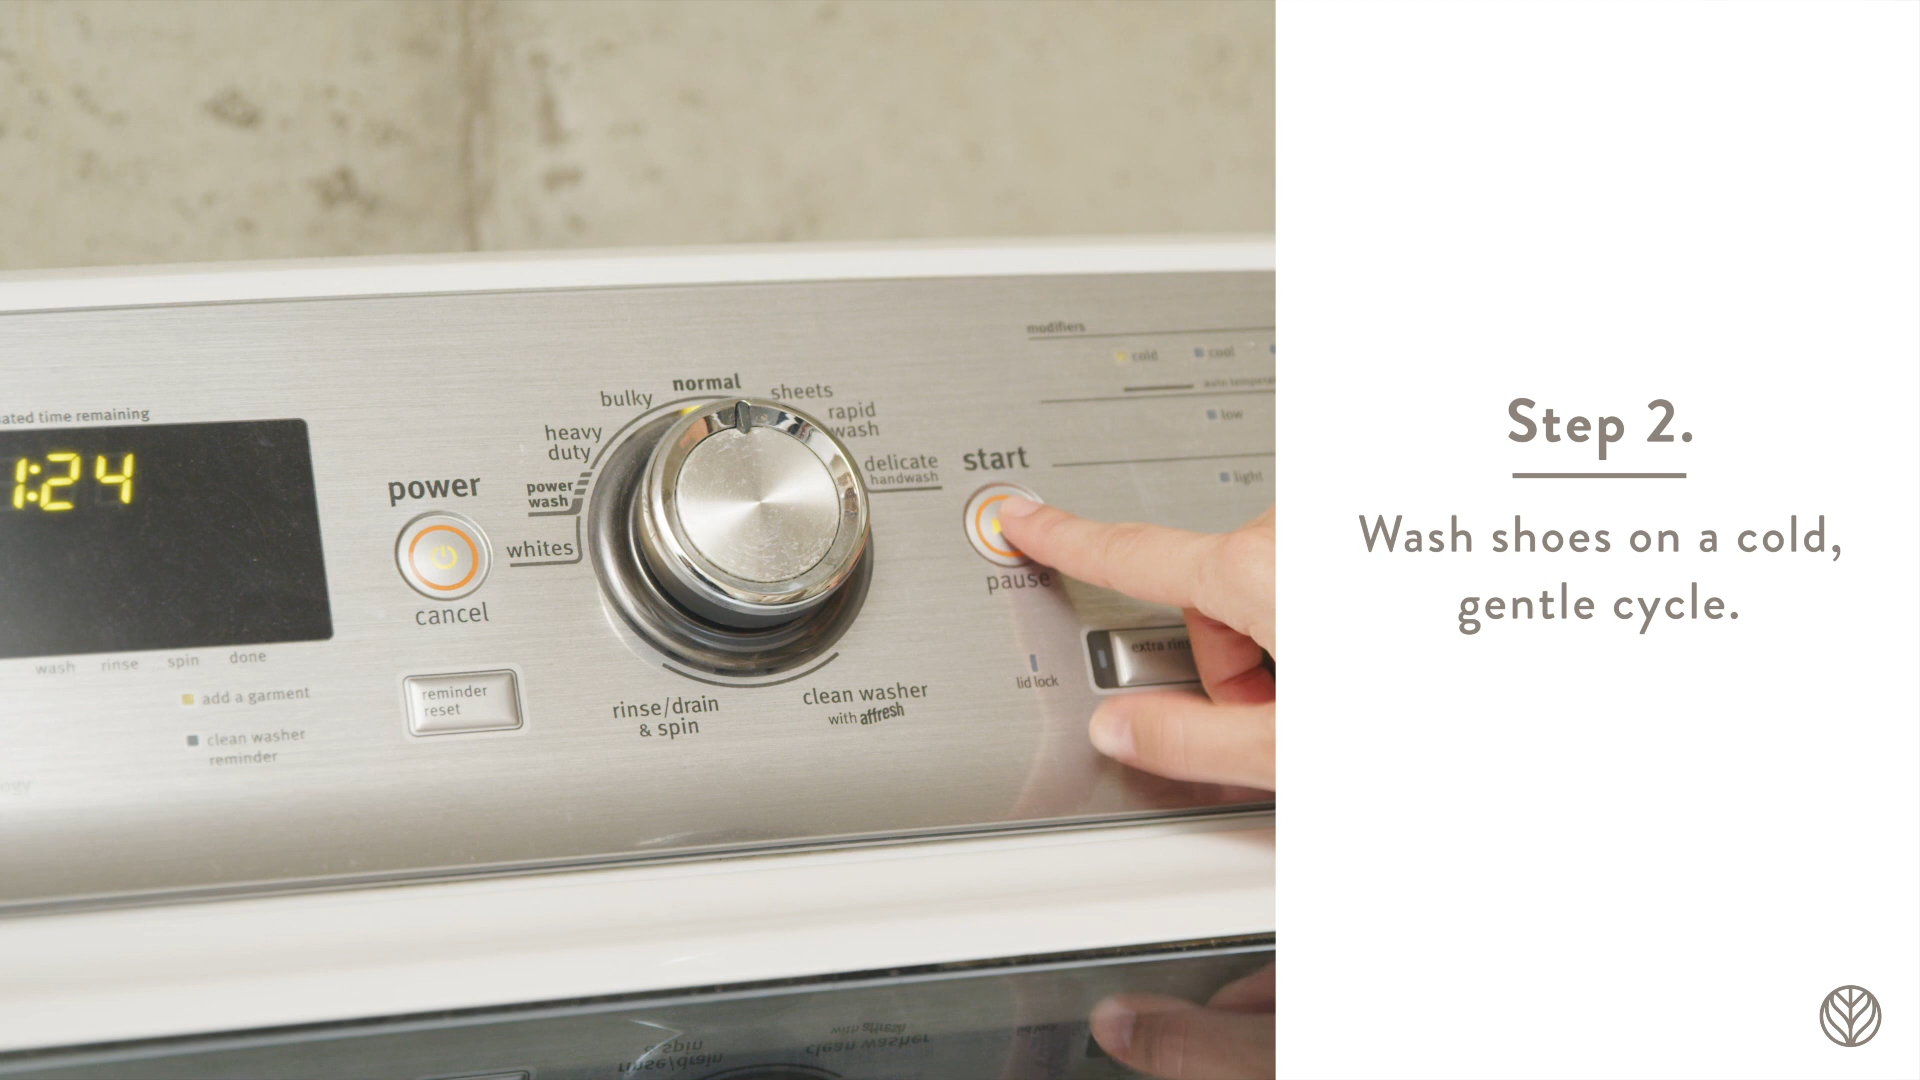 ated time remaining
1:24
wash rinse spin done
add a garment
clean washer
reminder
power
cancel
reminder
reset
bulky
normal
sheets
rapid
wash
heavy
duty
power
wash
whites
delicate
handwash
rinse/drain
& spin
clean washer
with affresh
start
pause
modifiers
cold cool
low
light
lid lock
extra rins
Step 2.
Wash shoes on a cold,
gentle cycle.